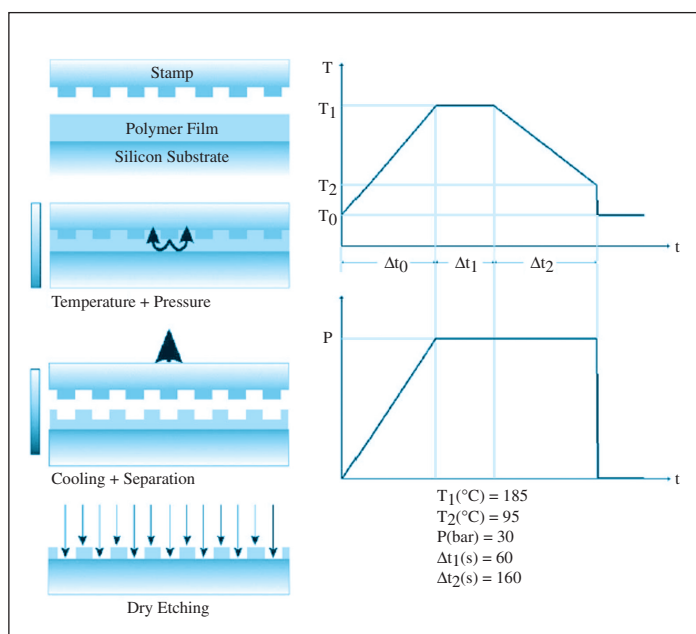 Stamp
Polymer Film
Silicon Substrate
Temperature + Pressure
Cooling + Separation
Dry Etching
T
T₁
T₂
T₀
t
Δt₀
Δt₁
Δt₂
P
t
T₁(°C) = 185
T₂(°C) = 95
P(bar) = 30
Δt₁(s) = 60
Δt₂(s) = 160